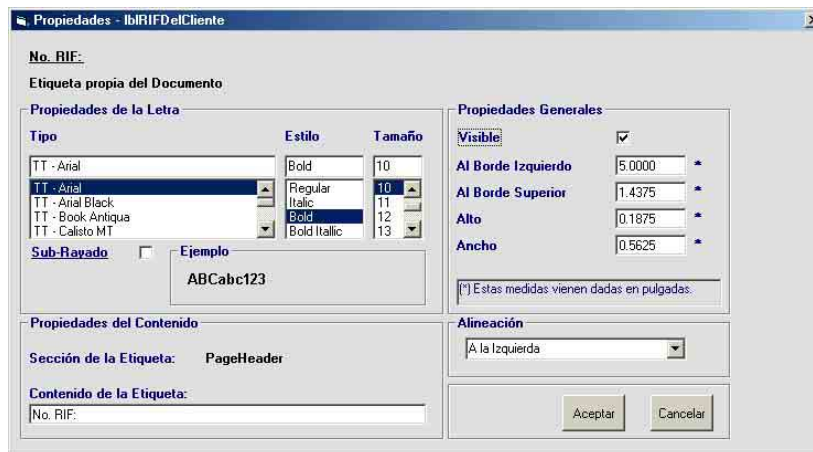 Propiedades - lblRIFDelCliente
No. RIF:
Etiqueta propia del Documento
Propiedades de la Letra
Tipo Estilo Tamaño
TT - Arial Bold 10
TT - Arial Regular 10
TT - Arial Black Italic 11
TT - Book Antiqua Bold 12
TT - Calisto MT Bold Itallic 13
Sub-Rayado
Ejemplo
ABCabc123
Propiedades Generales
Visible
Al Borde Izquierdo 5.0000 *
Al Borde Superior 1.4375 *
Alto 0.1875 *
Ancho 0.5625 *
(*) Estas medidas vienen dadas en pulgadas.
Propiedades del Contenido
Sección de la Etiqueta: PageHeader
Contenido de la Etiqueta:
No. RIF:
Alineación
A la Izquierda
Aceptar Cancelar